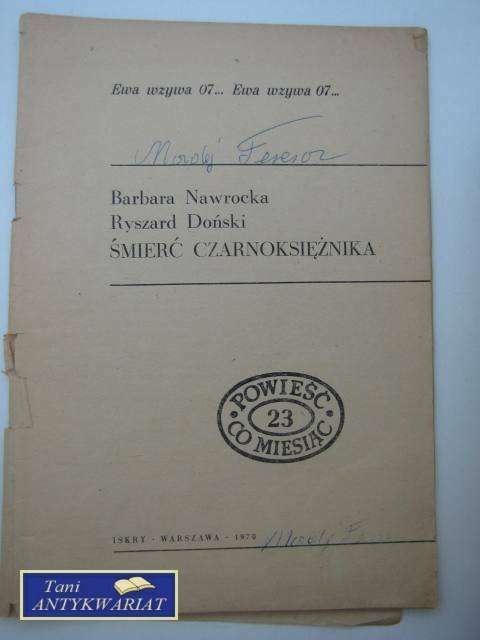 Ewa wzywa 07... Ewa wzywa 07...
Barbara Nawrocka
Ryszard Doński
ŚMIERĆ CZARNOKSIĘŻNIKA
POWIEŚĆ
23
CO MIESIĄC
ISKRY - WARSZAWA - 1970
Tani
ANTYKWARIAT